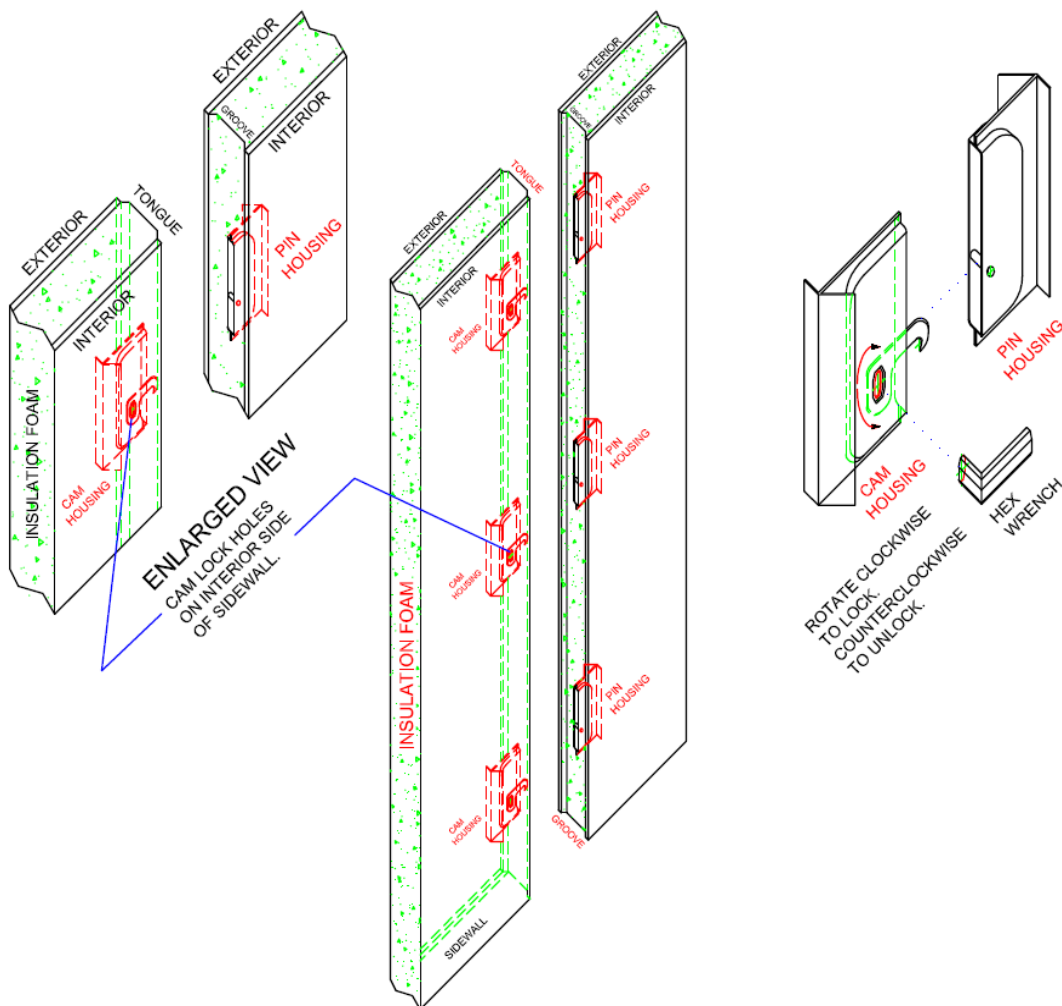 EXTERIOR
GROOVE
INTERIOR
PIN
HOUSING
EXTERIOR
TONGUE
INTERIOR
INSULATION FOAM
CAM
HOUSING
ENLARGED VIEW
CAM LOCK HOLES
ON INTERIOR SIDE
OF SIDEWALL.
EXTERIOR
TONGUE
INTERIOR
CAM
HOUSING
CAM
HOUSING
CAM
HOUSING
INSULATION FOAM
SIDEWALL
EXTERIOR
GROOVE
INTERIOR
PIN
HOUSING
PIN
HOUSING
PIN
HOUSING
GROOVE
PIN
HOUSING
CAM
HOUSING
HEX
WRENCH
ROTATE CLOCKWISE
TO LOCK.
COUNTERCLOCKWISE
TO UNLOCK.